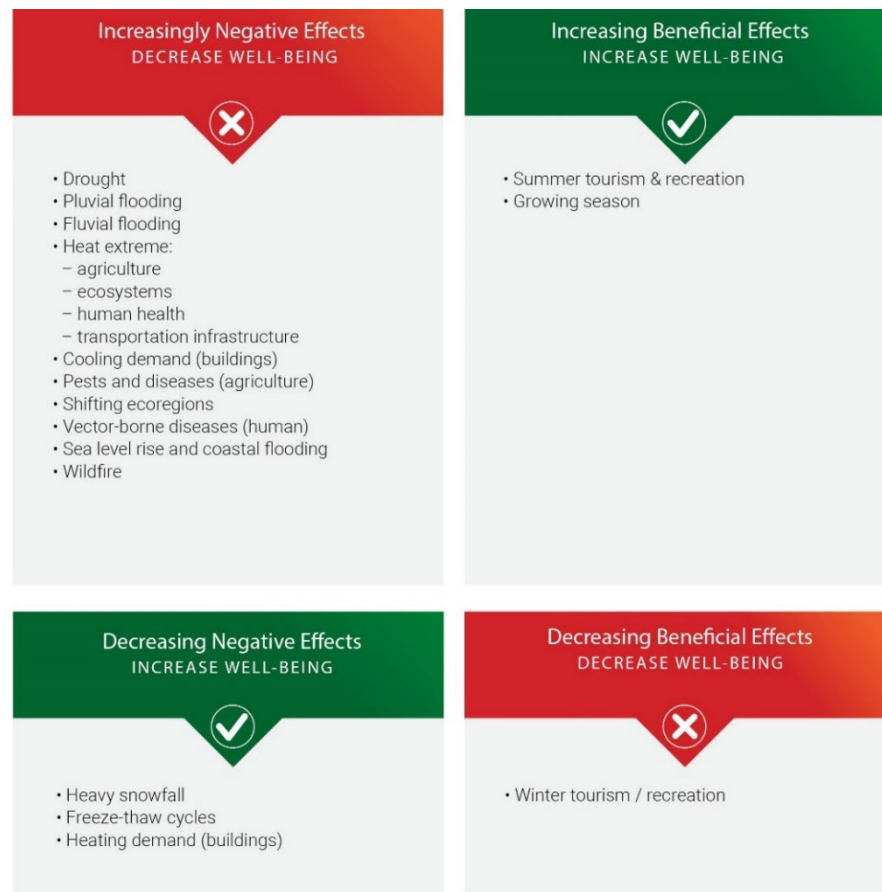 Increasingly Negative Effects
DECREASE WELL-BEING
• Drought
• Pluvial flooding
• Fluvial flooding
• Heat extreme:
– agriculture
– ecosystems
– human health
– transportation infrastructure
• Cooling demand (buildings)
• Pests and diseases (agriculture)
• Shifting ecoregions
• Vector-borne diseases (human)
• Sea level rise and coastal flooding
• Wildfire
Increasing Beneficial Effects
INCREASE WELL-BEING
• Summer tourism & recreation
• Growing season
Decreasing Negative Effects
INCREASE WELL-BEING
• Heavy snowfall
• Freeze-thaw cycles
• Heating demand (buildings)
Decreasing Beneficial Effects
DECREASE WELL-BEING
• Winter tourism / recreation